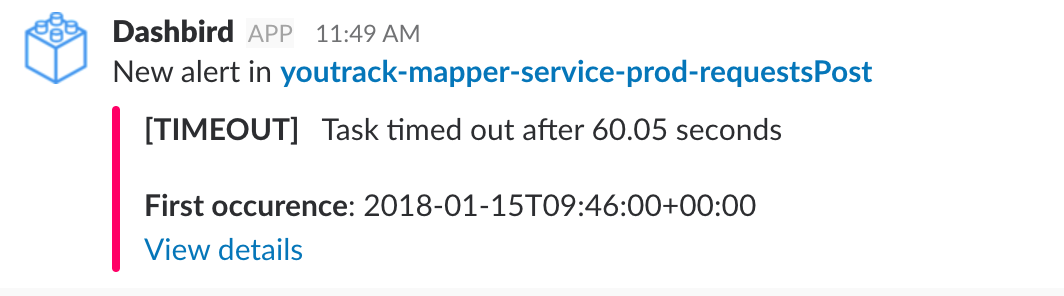 Dashbird APP 11:49 AM
New alert in youtrack-mapper-service-prod-requestsPost
[TIMEOUT] Task timed out after 60.05 seconds
First occurence: 2018-01-15T09:46:00+00:00
View details